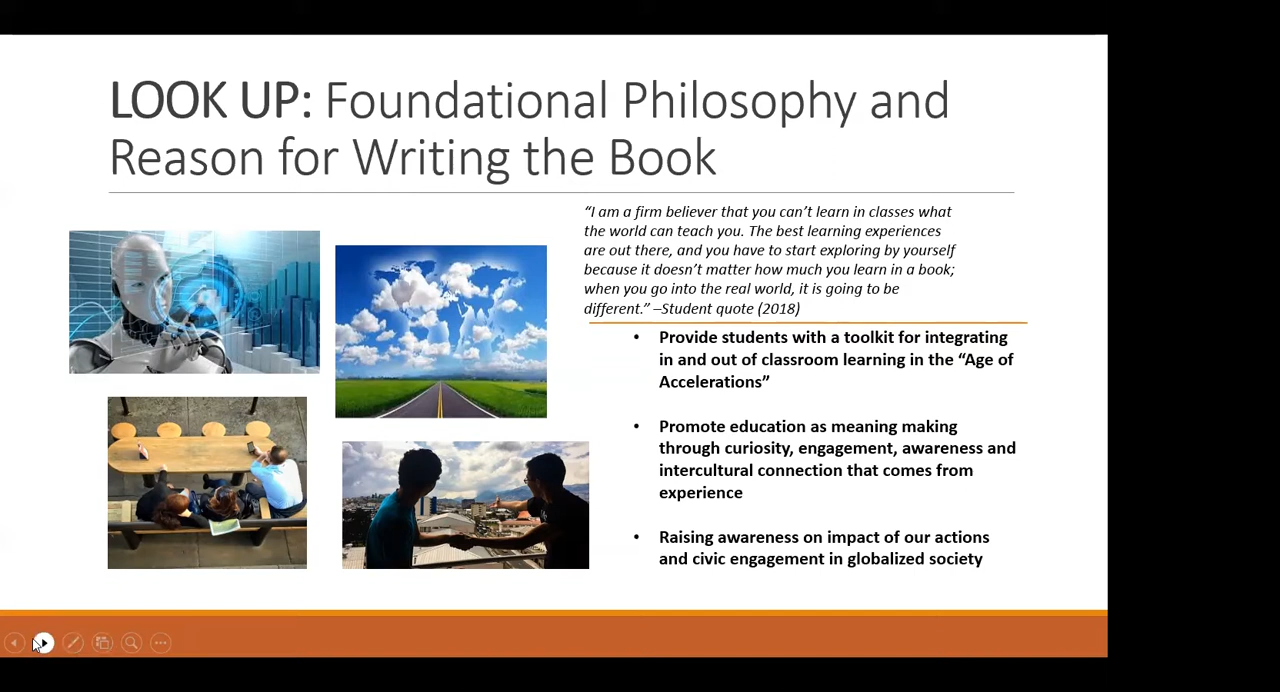 LOOK UP: Foundational Philosophy and
Reason for Writing the Book
“I am a firm believer that you can’t learn in classes what
the world can teach you. The best learning experiences
are out there, and you have to start exploring by yourself
because it doesn’t matter how much you learn in a book;
when you go into the real world, it is going to be
different.” –Student quote (2018)
• Provide students with a toolkit for integrating
in and out of classroom learning in the “Age of
Accelerations”
• Promote education as meaning making
through curiosity, engagement, awareness and
intercultural connection that comes from
experience
• Raising awareness on impact of our actions
and civic engagement in globalized society